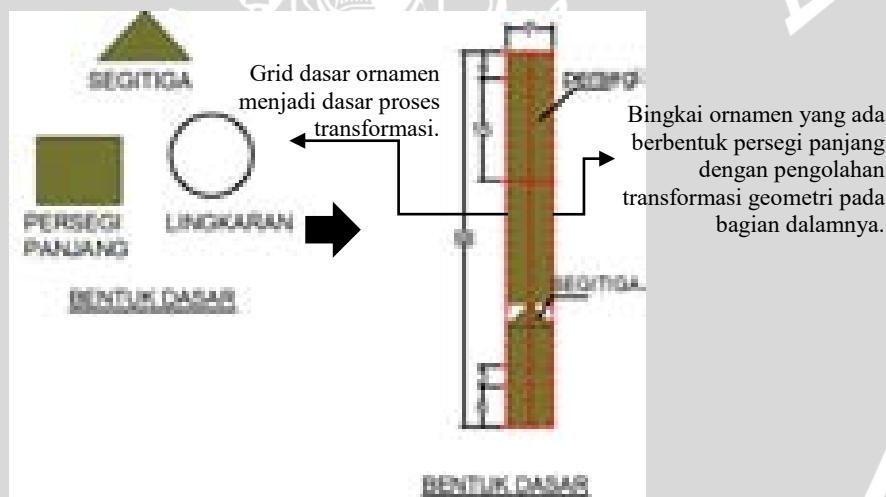 SEGITIGA
Grid dasar ornamen
menjadi dasar proses
transformasi.
PERSEGI
PANJANG
LINGKARAN
BENTUK DASAR
persegi
Bingkai ornamen yang ada
berbentuk persegi panjang
dengan pengolahan
transformasi geometri pada
bagian dalamnya.
SEGITIGA
BENTUK DASAR